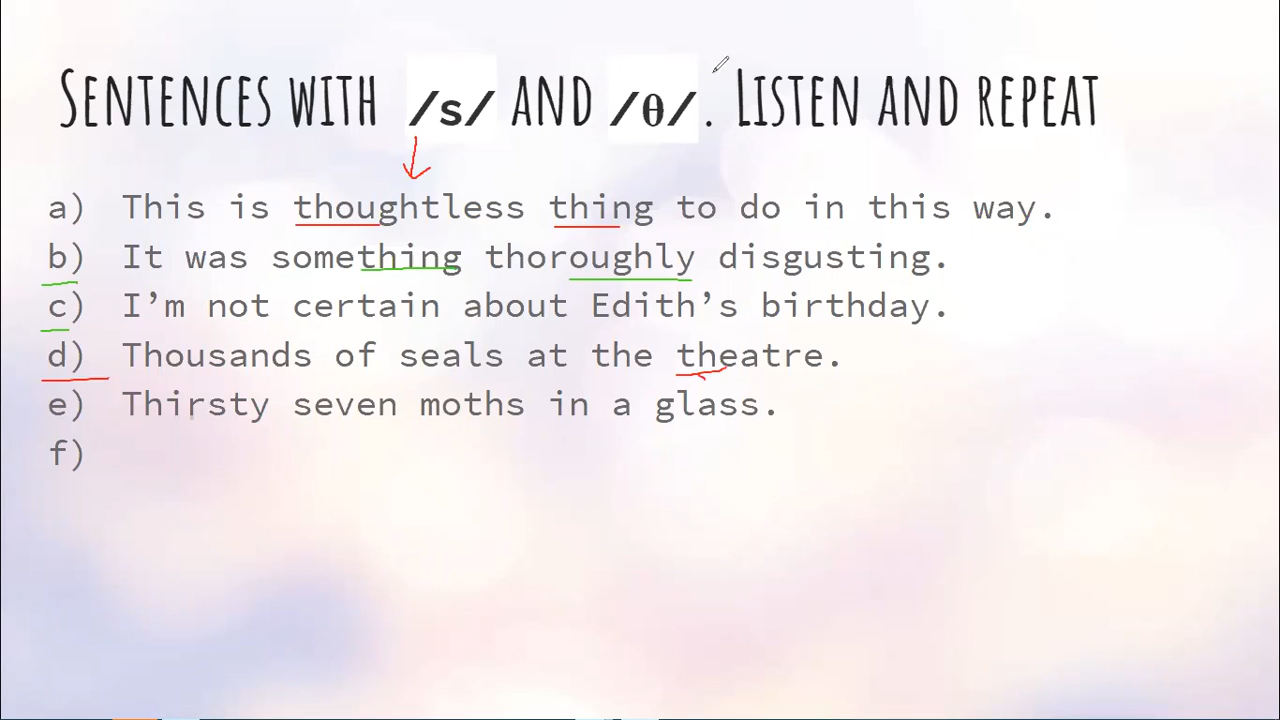 Sentences with /s/ and /θ/. Listen and repeat
a) This is thoughtless thing to do in this way.
b) It was something thoroughly disgusting.
c) I’m not certain about Edith’s birthday.
d) Thousands of seals at the theatre.
e) Thirsty seven moths in a glass.
f)